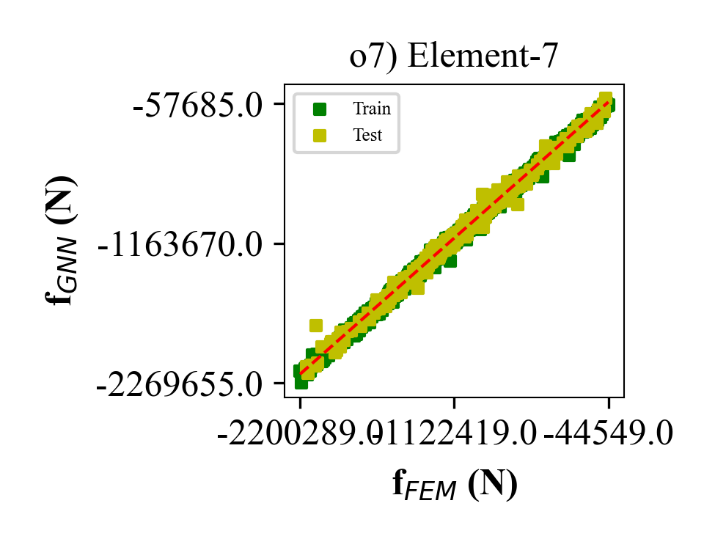 o7) Element-7
-57685.0
-1163670.0
-2269655.0
f_GNN (N)
Train
Test
-2200289.0
-1122419.0
-44549.0
f_FEM (N)